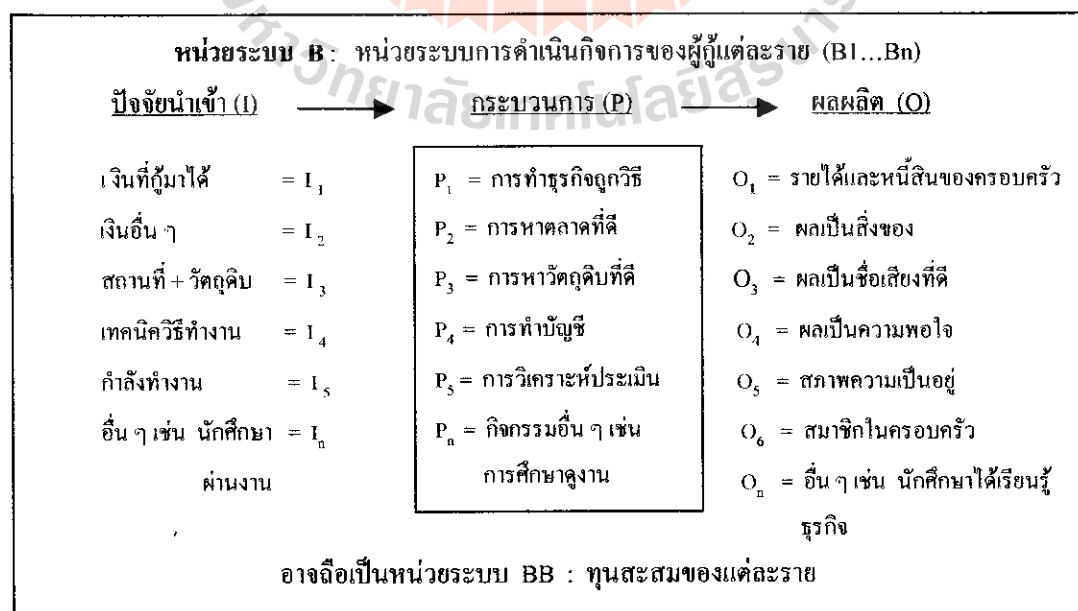 หน่วยระบบ B : หน่วยระบบการดำเนินกิจการของผู้กู้แต่ละราย (B1...Bn)
ปัจจัยนำเข้า (I) → กระบวนการ (P) → ผลผลิต (O)
เงินที่กู้มาได้ = I₁ P₁ = การทำธุรกิจถูกวิธี O₁ = รายได้และหนี้สินของครอบครัว
เงินอื่น ๆ = I₂ P₂ = การหาตลาดที่ดี O₂ = ผลเป็นสิ่งของ
สถานที่ + วัตถุดิบ = I₃ P₃ = การหาวัตถุดิบที่ดี O₃ = ผลเป็นชื่อเสียงที่ดี
เทคนิควิธีทำงาน = I₄ P₄ = การทำบัญชี O₄ = ผลเป็นความพอใจ
กำลังทำงาน = I₅ P₅ = การวิเคราะห์ประเมิน O₅ = สภาพความเป็นอยู่
อื่น ๆ เช่น นักศึกษา = Iₙ Pₙ = กิจกรรมอื่น ๆ เช่น O₆ = สมาชิกในครอบครัว
ผ่านงาน การศึกษาดูงาน Oₙ = อื่น ๆ เช่น นักศึกษาได้เรียนรู้
ธุรกิจ
อาจถือเป็นหน่วยระบบ BB : ทุนสะสมของแต่ละราย